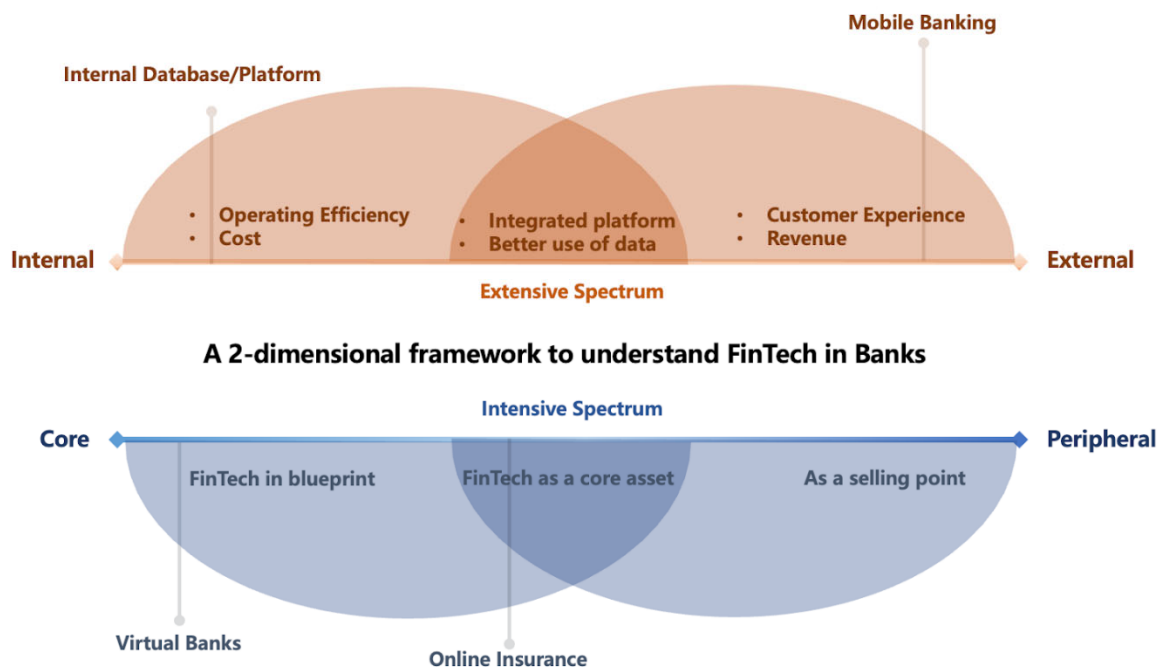 Mobile Banking
Internal Database/Platform
• Operating Efficiency
• Cost
• Integrated platform
• Better use of data
• Customer Experience
• Revenue
Internal
External
Extensive Spectrum
A 2-dimensional framework to understand FinTech in Banks
Intensive Spectrum
Core
Peripheral
FinTech in blueprint
FinTech as a core asset
As a selling point
Virtual Banks
Online Insurance